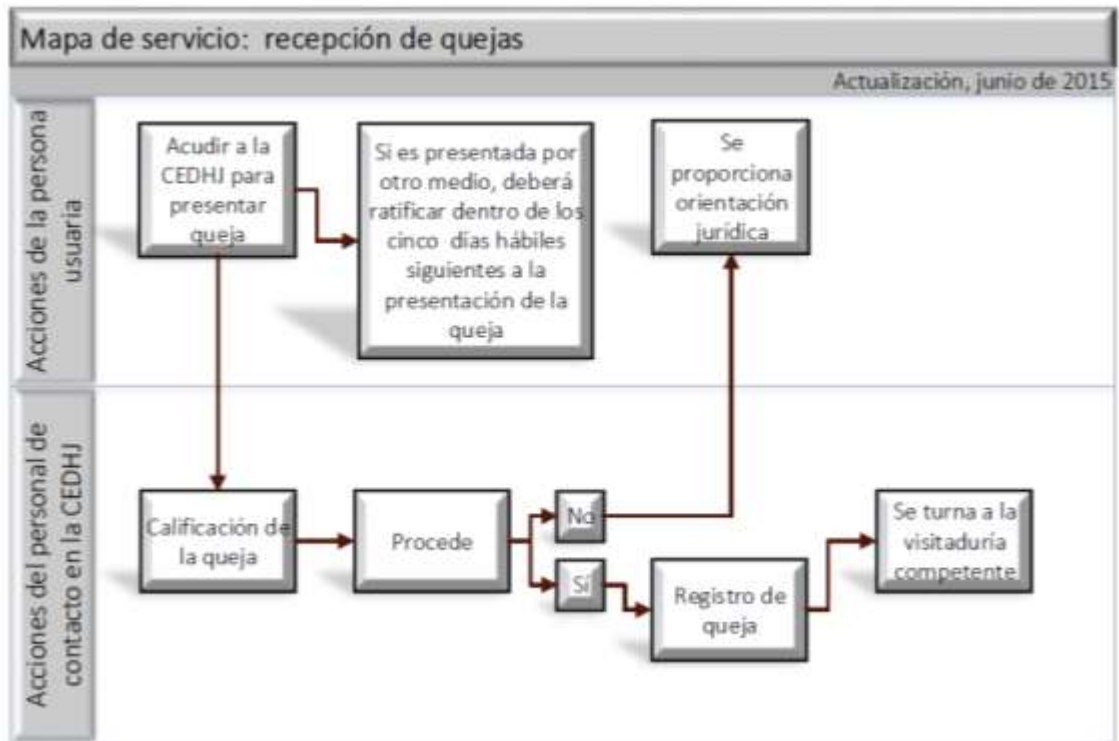 Mapa de servicio: recepción de quejas
Actualización, junio de 2015
Acciones de la persona
usuaria
Acudir a la
CEDHJ para
presentar
queja
Si es presentada por
otro medio, deberá
ratificar dentro de los
cinco días hábiles
siguientes a la
presentación de la
queja
Se
proporciona
orientación
jurídica
Acciones del personal de
contacto en la CEDHJ
Calificación de
la queja
Procede
No
Sí
Registro de
queja
Se turna a la
visitaduría
competente